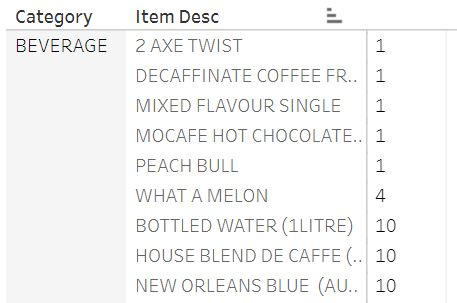 Category Item Desc
BEVERAGE 2 AXE TWIST 1
DECAFFINATE COFFEE FR.. 1
MIXED FLAVOUR SINGLE 1
MOCAFE HOT CHOCOLATE.. 1
PEACH BULL 1
WHAT A MELON 4
BOTTLED WATER (1LITRE) 10
HOUSE BLEND DE CAFFE (.. 10
NEW ORLEANS BLUE (AU.. 10